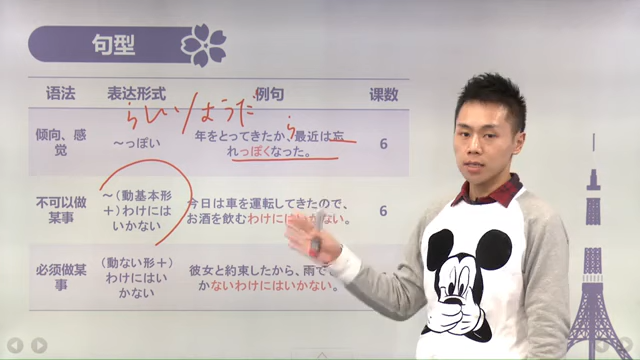 句型
语法 表达形式 例句 课数
らしい/ようだ
倾向、感觉
～っぽい
年をとってきたか、最近は忘
ら
れっぽくなった。
6
不可以做某事
～（動基本形
＋）わけには
いかない
今日は車を運転してきたので、
お酒を飲むわけにはいかない。
6
必须做某事
（動ない形＋）
わけにはい
かない
彼女と約束したから、雨で
かないわけにはいかない。